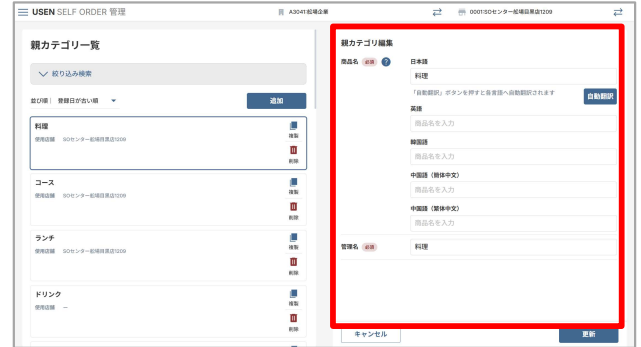 USEN SELF ORDER 管理
A3041:船場企業
0001:SOセンター船場目黒店1209
親カテゴリ一覧
絞り込み検索
並び順 登録日が古い順
追加
料理
使用店舗 SOセンター船場目黒店1209
複製
削除
コース
使用店舗 SOセンター船場目黒店1209
複製
削除
ランチ
使用店舗 SOセンター船場目黒店1209
複製
削除
ドリンク
使用店舗 ―
複製
削除
親カテゴリ編集
商品名 必須 ?
日本語
料理
「自動翻訳」ボタンを押すと各言語へ自動翻訳されます
自動翻訳
英語
商品名を入力
韓国語
商品名を入力
中国語（簡体中文）
商品名を入力
中国語（繁体中文）
商品名を入力
管理名 必須
料理
キャンセル
更新